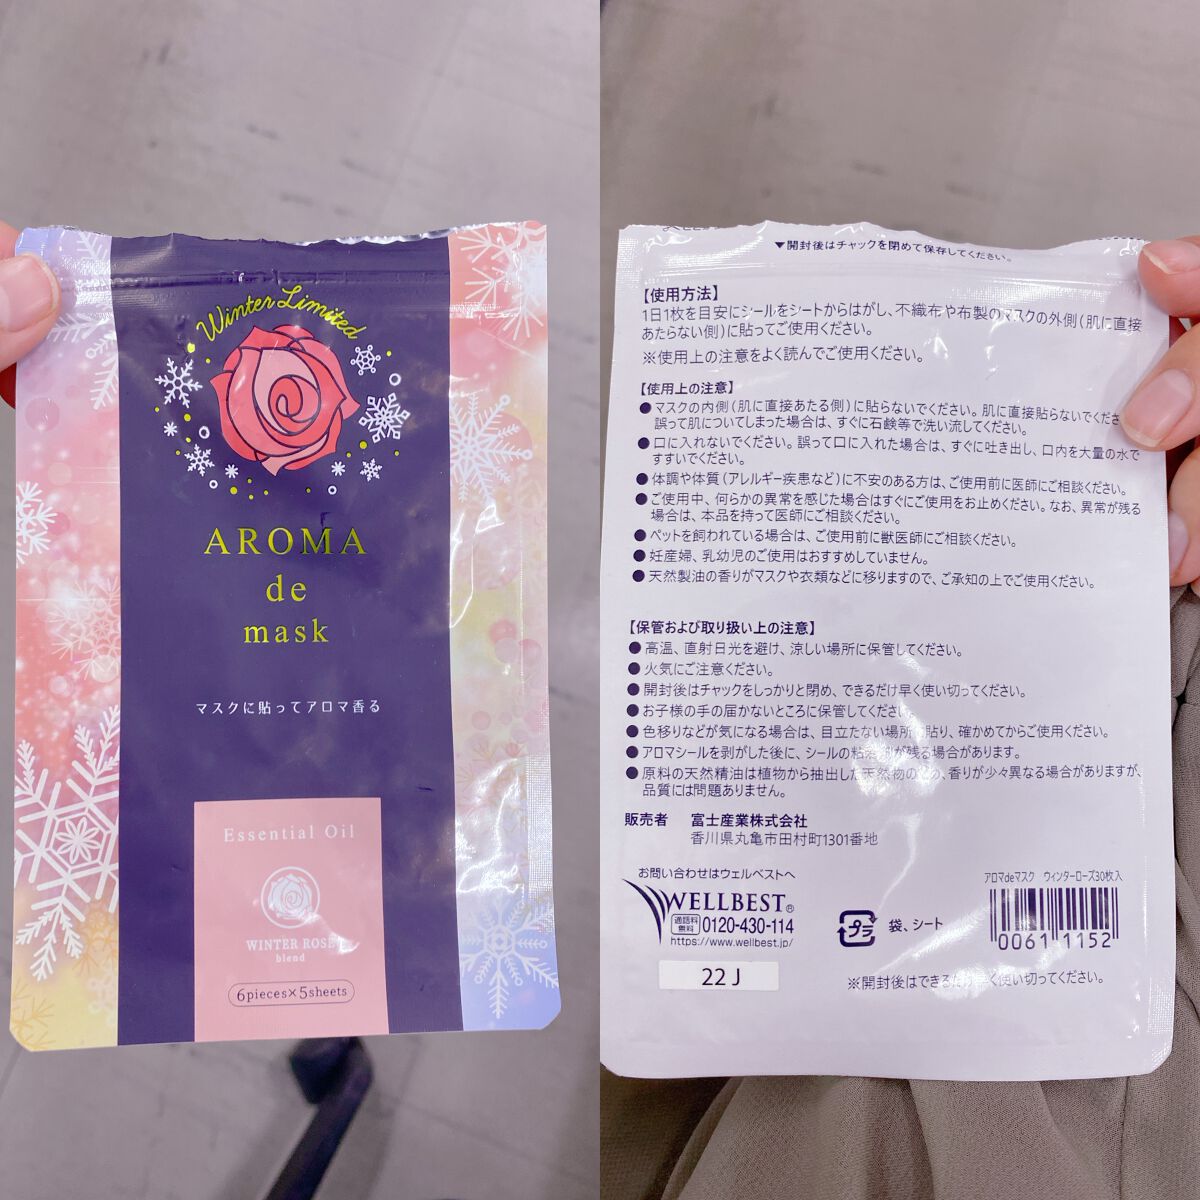 Winter Limited
AROMA
de
mask
マスクに貼ってアロマ香る
Essential Oil
WINTER ROSE
blend
6pieces×5sheets
▼開封後はチャックを閉めて保存してください。
【使用方法】
1日1枚を目安にシールをシートからはがし、不織布や布製のマスクの外側(肌に直接
あたらない側)に貼ってご使用ください。
※使用上の注意をよく読んでご使用ください。
【使用上の注意】
●マスクの内側(肌に直接あたる側)に貼らないでください。肌に直接貼らないでくださ
誤って肌についてしまった場合は、すぐに石鹸等で洗い流してください。
●口に入れないでください。誤って口に入れた場合は、すぐに吐き出し、口内を大量の水で
すすいでください。
●体調や体質(アレルギー疾患など)に不安のある方は、ご使用前に医師にご相談ください。
●ご使用中、何らかの異常を感じた場合はすぐにご使用をお止めください。なお、異常が残る
場合は、本品を持って医師にご相談ください。
●ペットを飼われている場合は、ご使用前に獣医師にご相談ください。
●妊産婦、乳幼児のご使用はおすすめしていません。
●天然製油の香りがマスクや衣類などに移りますので、ご承知の上でご使用ください。
【保管および取り扱い上の注意】
●高温、直射日光を避け、涼しい場所に保管してください。
●火気にご注意ください。
●開封後はチャックをしっかりと閉め、できるだけ早く使い切ってください。
●お子様の手の届かないところに保管してください。
●色移りなどが気になる場合は、目立たない場所に貼り、確かめてからご使用ください。
●アロマシールを剥がした後に、シールの粘着剤が残る場合があります。
●原料の天然精油は植物から抽出した天然物のため、香りが少々異なる場合がありますが、
品質には問題ありません。
販売者 富士産業株式会社
香川県丸亀市田村町1301番地
お問い合わせはウェルベストへ
WELLBEST®
通話料無料 0120-430-114
https://www.wellbest.jp/
22 J
プラ 袋、シート
アロマdeマスク ウィンターローズ30枚入
0061 1152
※開封後はできるだけ早く使い切ってください。